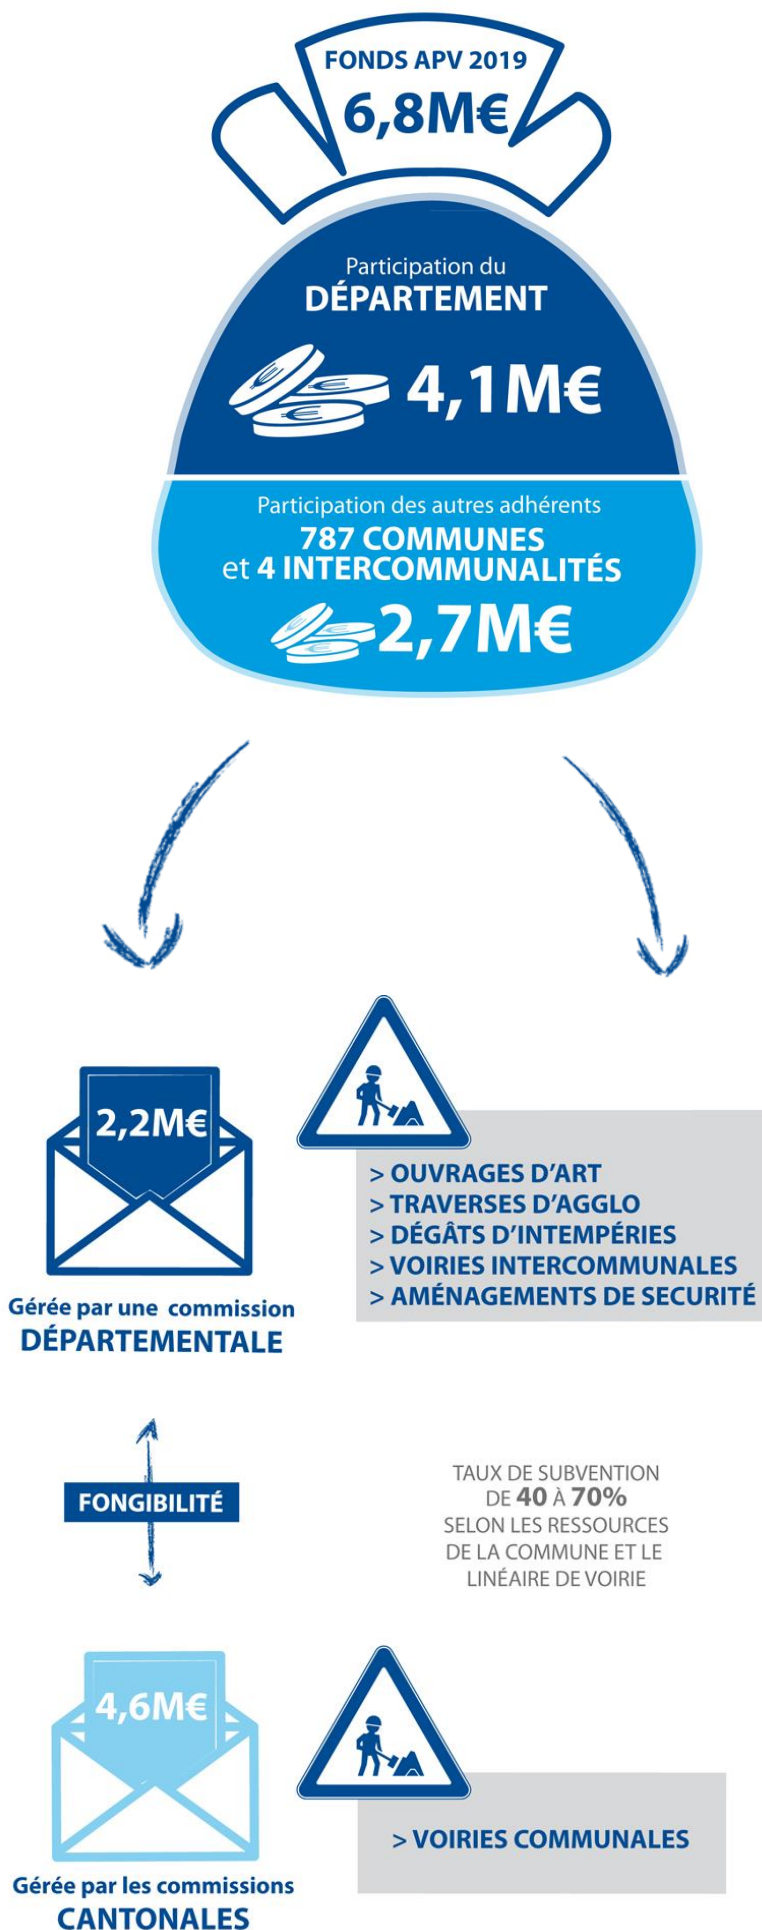 FONDS APV 2019
6,8M€
Participation du
DÉPARTEMENT
4,1M€
Participation des autres adhérents
787 COMMUNES
et 4 INTERCOMMUNALITÉS
2,7M€
2,2M€
Gérée par une commission
DÉPARTEMENTALE
> OUVRAGES D'ART
> TRAVERSES D'AGGLO
> DÉGÂTS D'INTEMPÉRIES
> VOIRIES INTERCOMMUNALES
> AMÉNAGEMENTS DE SECURITÉ
FONGIBILITÉ
TAUX DE SUBVENTION
DE 40 À 70%
SELON LES RESSOURCES
DE LA COMMUNE ET LE
LINÉAIRE DE VOIRIE
4,6M€
Gérée par les commissions
CANTONALES
> VOIRIES COMMUNALES